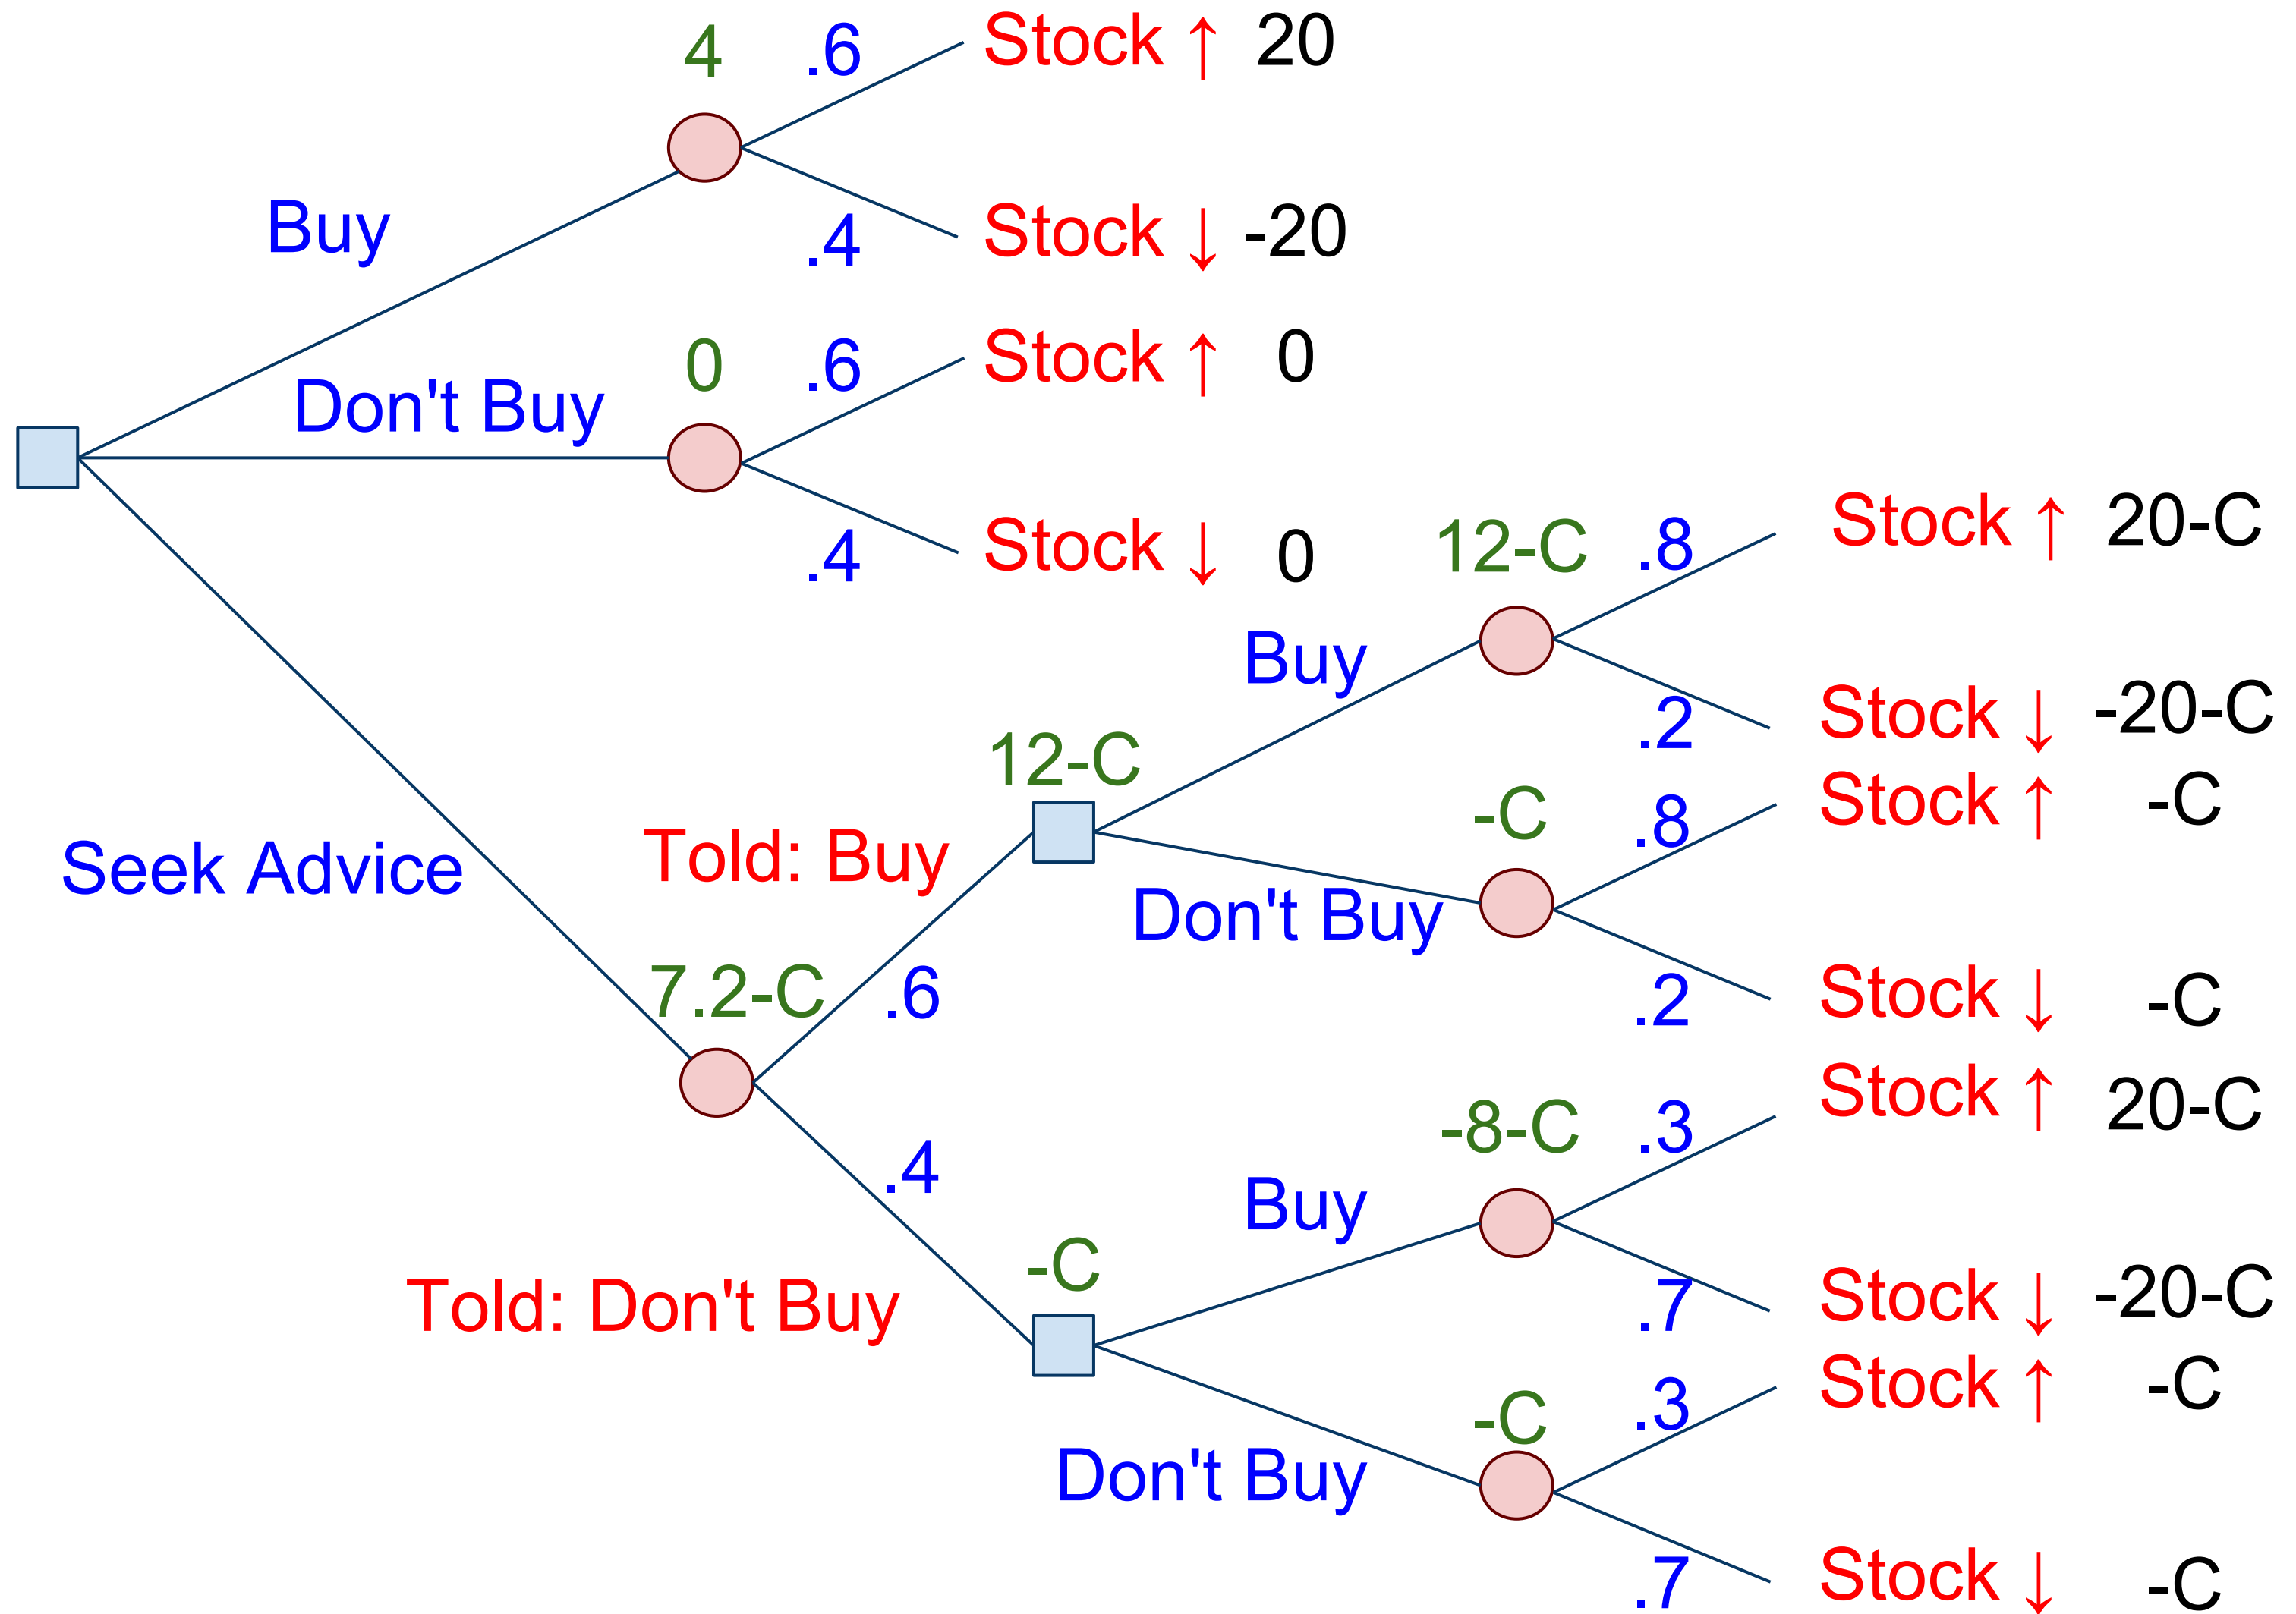 4 .6 Stock ↑ 20
Buy
.4 Stock ↓ -20
0 .6 Stock ↑ 0
Don't Buy
.4 Stock ↓ 0
12-C .8 Stock ↑ 20-C
Buy
.2 Stock ↓ -20-C
12-C
-C .8 Stock ↑ -C
Told: Buy
Seek Advice
Don't Buy
7.2-C .6
.2 Stock ↓ -C
-8-C .3 Stock ↑ 20-C
.4
Buy
-C
Told: Don't Buy
.7 Stock ↓ -20-C
-C .3 Stock ↑ -C
Don't Buy
.7 Stock ↓ -C